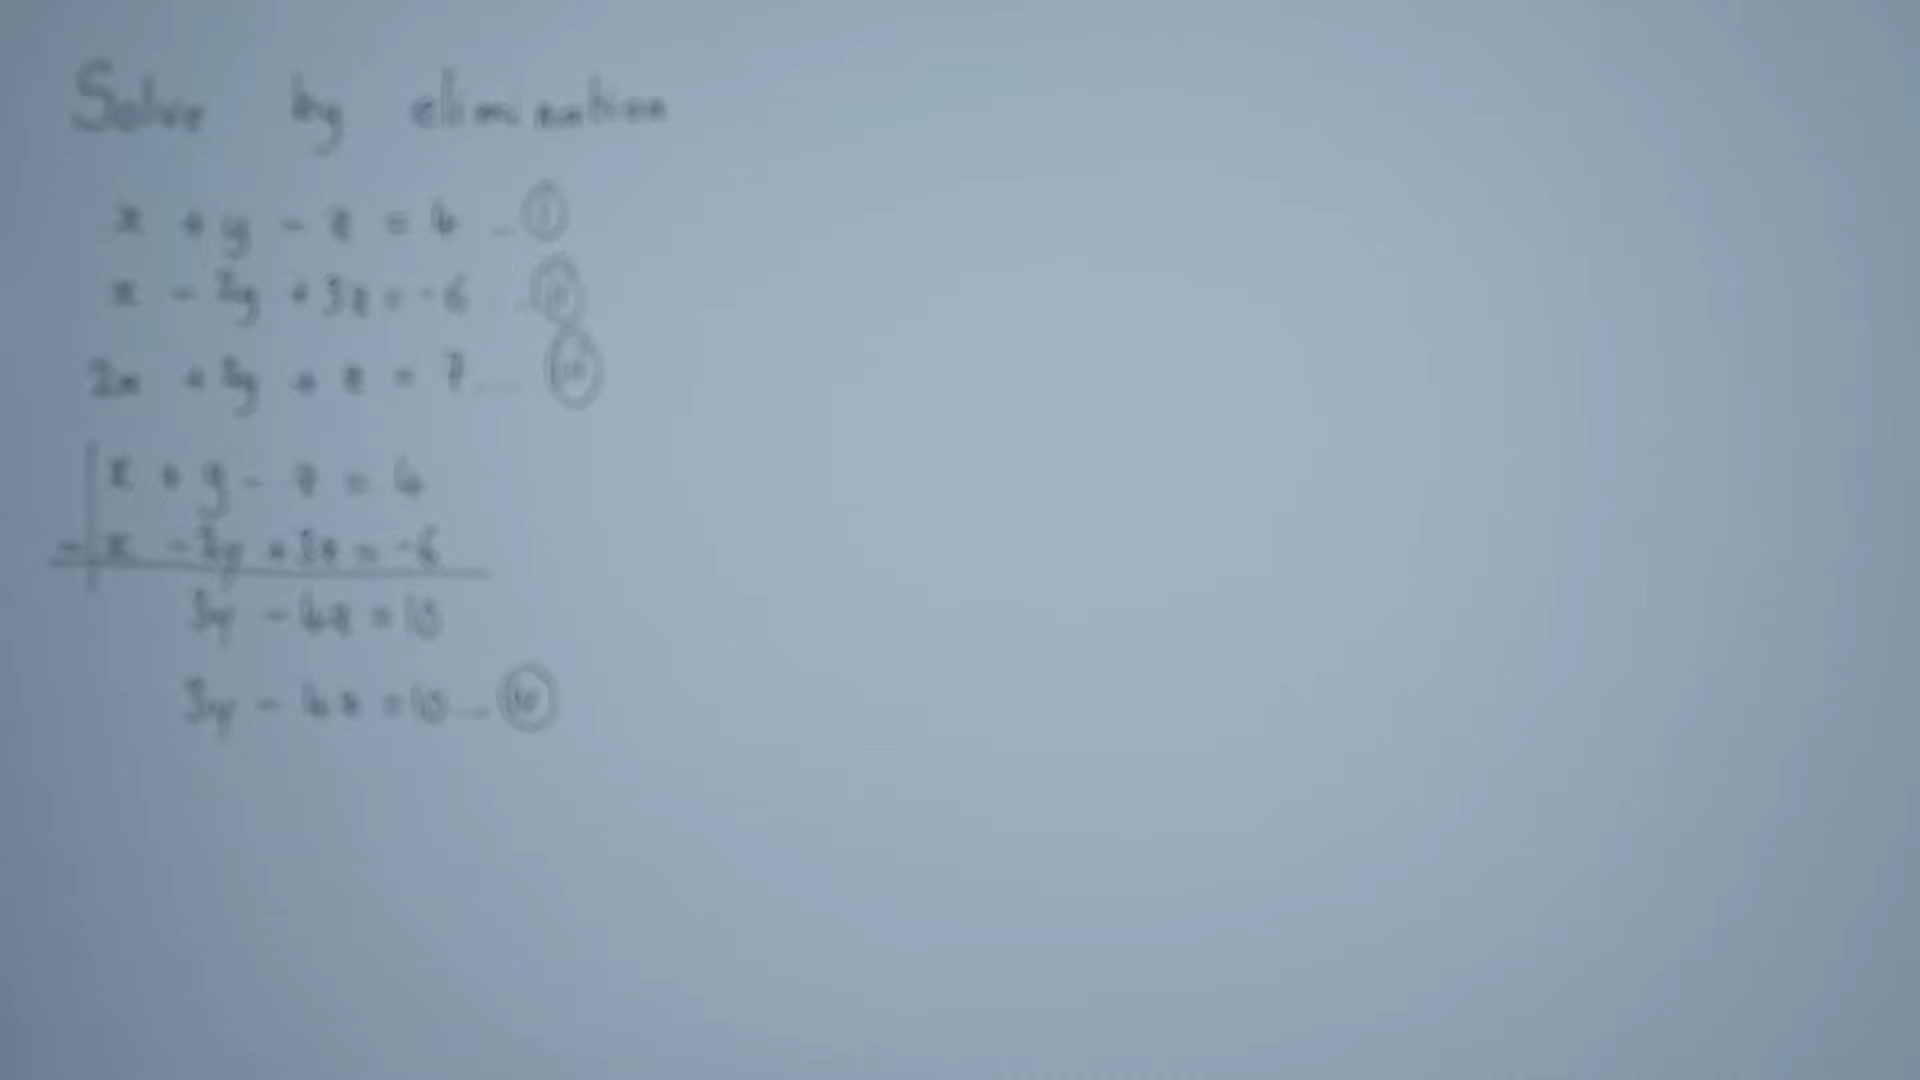 Solve by elimination
x + y - z = 4 ... (i)
x - 2y + 3z = -6 ... (ii)
2x + 3y + z = 7 ... (iii)
x + y - z = 4
- x - 2y + 3z = -6
3y - 4z = 10
3y - 4z = 10 ... (iv)